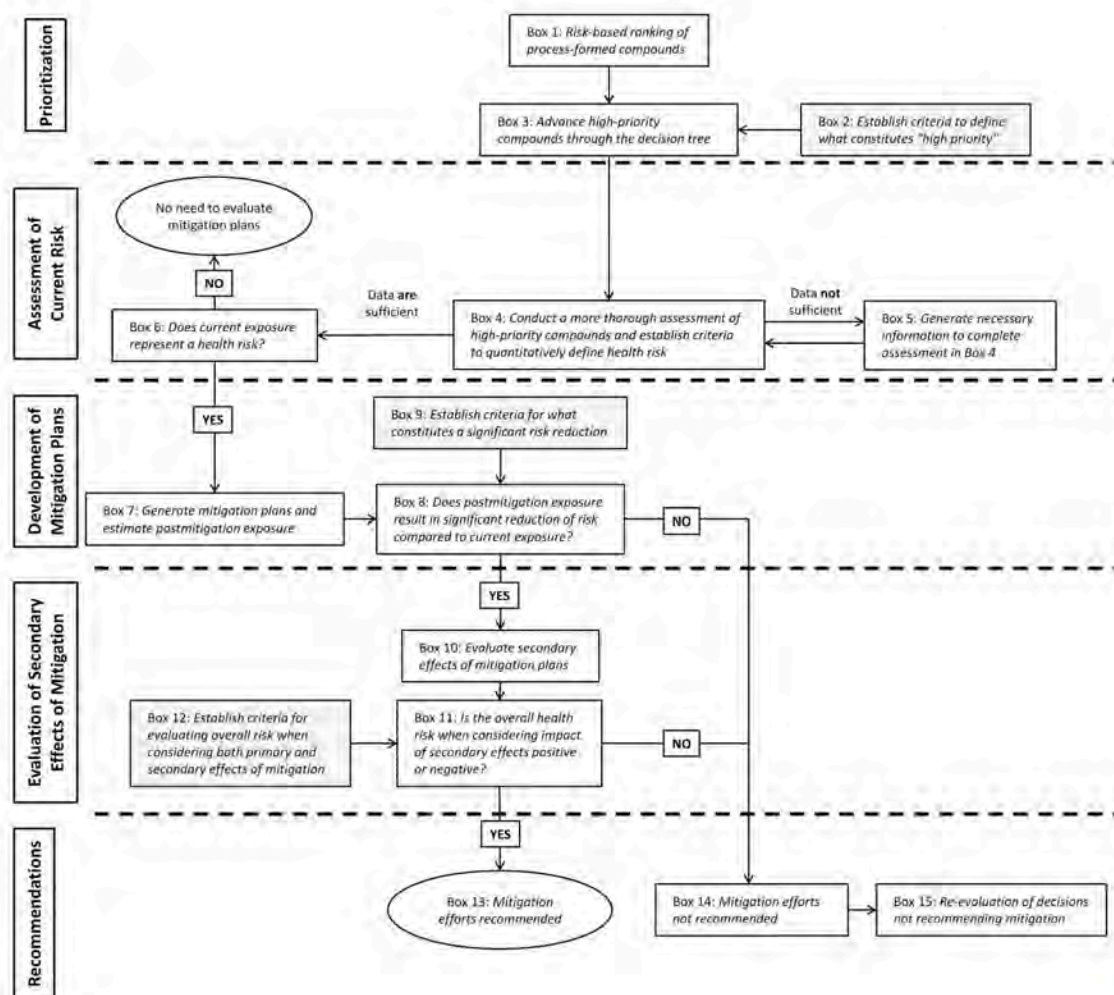 Prioritization
Box 1: Risk-based ranking of
process-formed compounds
Box 3: Advance high-priority
compounds through the decision tree
Box 2: Establish criteria to define
what constitutes "high priority"
Assessment of
Current Risk
No need to evaluate
mitigation plans
NO
Data are
sufficient
Data not
sufficient
Box 6: Does current exposure
represent a health risk?
Box 4: Conduct a more thorough assessment of
high-priority compounds and establish criteria
to quantitatively define health risk
Box 5: Generate necessary
information to complete
assessment in Box 4
Development of
Mitigation Plans
YES
Box 9: Establish criteria for what
constitutes a significant risk reduction
Box 7: Generate mitigation plans and
estimate postmitigation exposure
Box 8: Does postmitigation exposure
result in significant reduction of risk
compared to current exposure?
NO
Evaluation of Secondary
Effects of Mitigation
YES
Box 10: Evaluate secondary
effects of mitigation plans
Box 12: Establish criteria for
evaluating overall risk when
considering both primary and
secondary effects of mitigation
Box 11: Is the overall health
risk when considering impact
of secondary effects positive
or negative?
NO
Recommendations
YES
Box 13: Mitigation
efforts recommended
Box 14: Mitigation efforts
not recommended
Box 15: Re-evaluation of decisions
not recommending mitigation